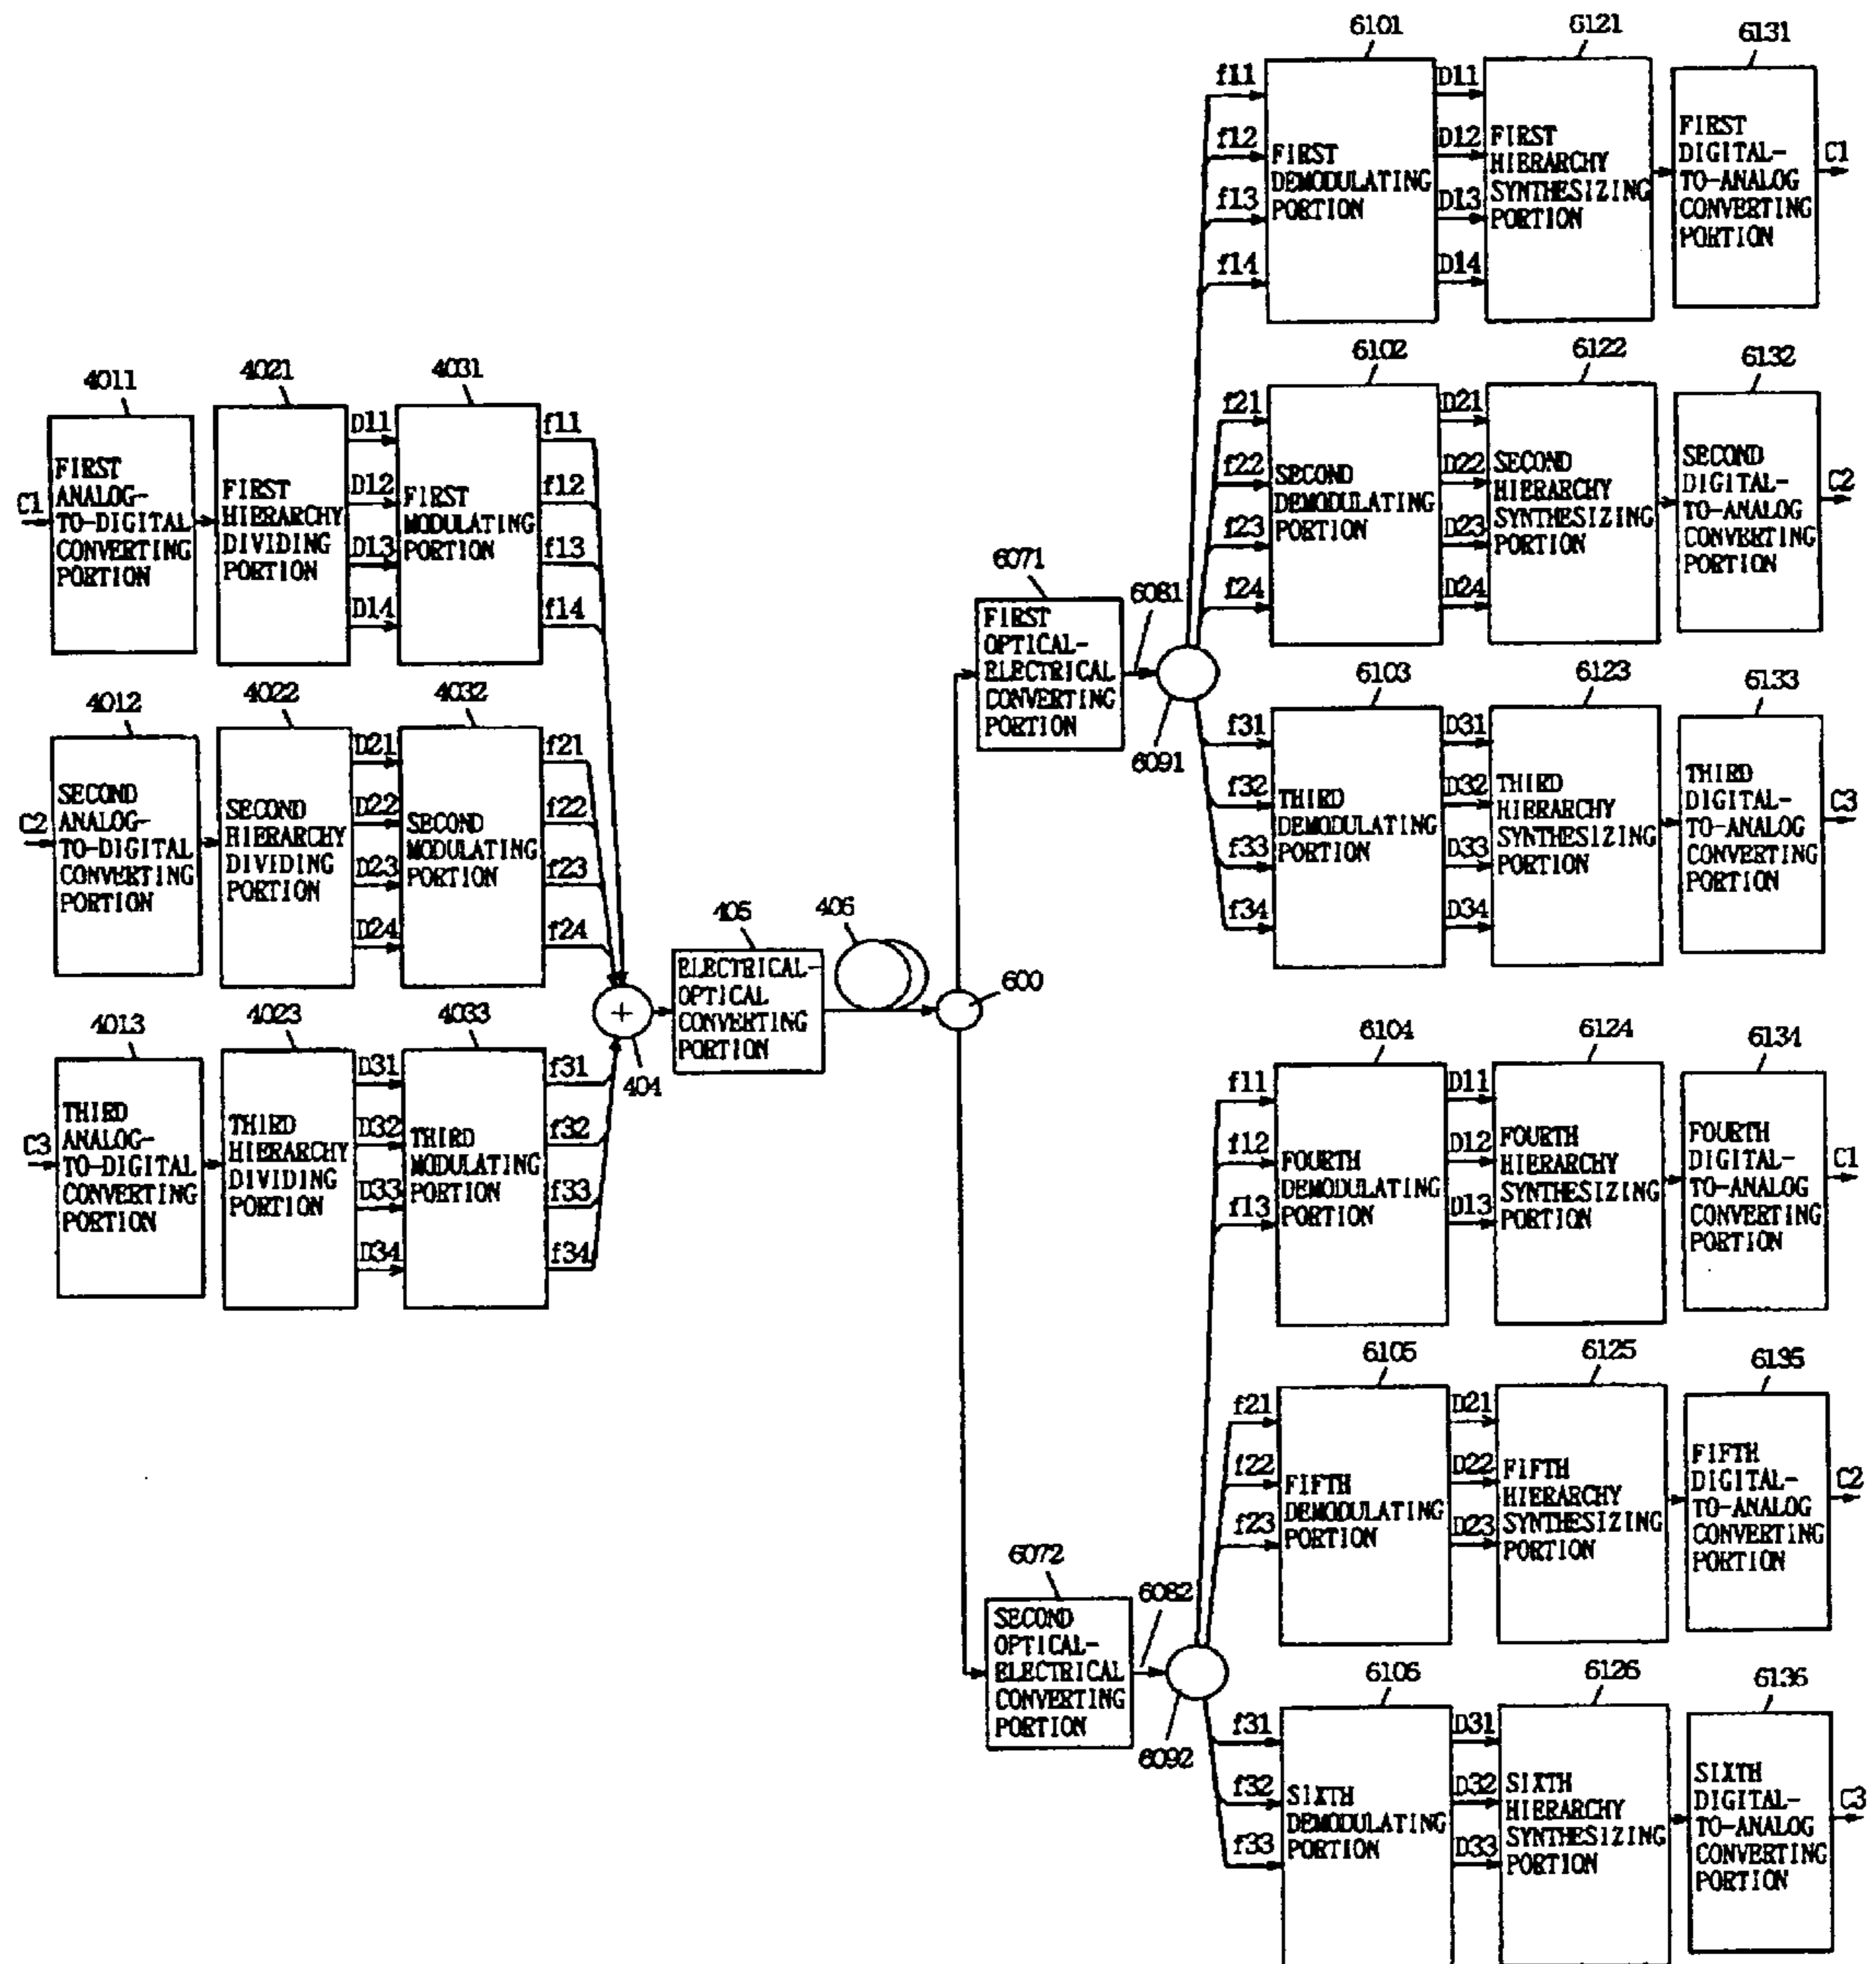 C1
4011
FIRST
ANALOG-
TO-DIGITAL
CONVERTING
PORTION
4021
FIRST
HIERARCHY
DIVIDING
PORTION
D11
D12
D13
D14
4031
FIRST
MODULATING
PORTION
f11
f12
f13
f14
C2
4012
SECOND
ANALOG-
TO-DIGITAL
CONVERTING
PORTION
4022
SECOND
HIERARCHY
DIVIDING
PORTION
D21
D22
D23
D24
4032
SECOND
MODULATING
PORTION
f21
f22
f23
f24
C3
4013
THIRD
ANALOG-
TO-DIGITAL
CONVERTING
PORTION
4023
THIRD
HIERARCHY
DIVIDING
PORTION
D31
D32
D33
D34
4033
THIRD
MODULATING
PORTION
f31
f32
f33
f34
+
404
405
ELECTRICAL-
OPTICAL
CONVERTING
PORTION
406
600
6071
FIRST
OPTICAL-
ELECTRICAL
CONVERTING
PORTION
6081
6091
f11
f12
f13
f14
6101
FIRST
DEMODULATING
PORTION
D11
D12
D13
D14
6121
FIRST
HIERARCHY
SYNTHESIZING
PORTION
6131
FIRST
DIGITAL-
TO-ANALOG
CONVERTING
PORTION
C1
f21
f22
f23
f24
6102
SECOND
DEMODULATING
PORTION
D21
D22
D23
D24
6122
SECOND
HIERARCHY
SYNTHESIZING
PORTION
6132
SECOND
DIGITAL-
TO-ANALOG
CONVERTING
PORTION
C2
f31
f32
f33
f34
6103
THIRD
DEMODULATING
PORTION
D31
D32
D33
D34
6123
THIRD
HIERARCHY
SYNTHESIZING
PORTION
6133
THIRD
DIGITAL-
TO-ANALOG
CONVERTING
PORTION
C3
6072
SECOND
OPTICAL-
ELECTRICAL
CONVERTING
PORTION
6082
6092
f11
f12
f13
6104
FOURTH
DEMODULATING
PORTION
D11
D12
D13
6124
FOURTH
HIERARCHY
SYNTHESIZING
PORTION
6134
FOURTH
DIGITAL-
TO-ANALOG
CONVERTING
PORTION
C1
f21
f22
f23
6105
FIFTH
DEMODULATING
PORTION
D21
D22
D23
6125
FIFTH
HIERARCHY
SYNTHESIZING
PORTION
6135
FIFTH
DIGITAL-
TO-ANALOG
CONVERTING
PORTION
C2
f31
f32
f33
6106
SIXTH
DEMODULATING
PORTION
D31
D32
D33
6126
SIXTH
HIERARCHY
SYNTHESIZING
PORTION
6136
SIXTH
DIGITAL-
TO-ANALOG
CONVERTING
PORTION
C3